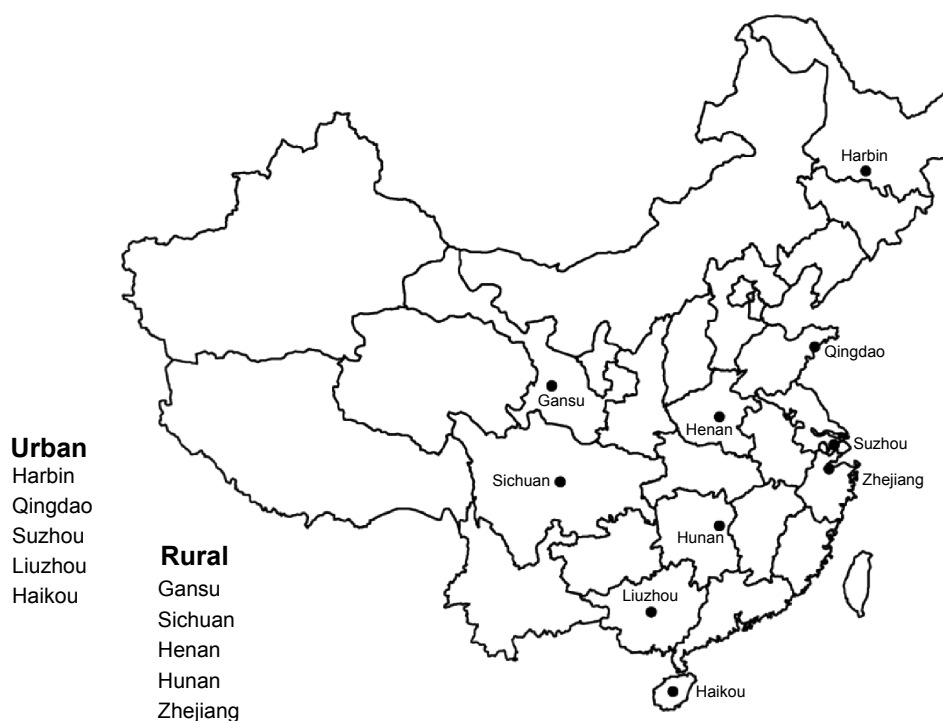 Harbin
Qingdao
Gansu
Henan
Suzhou
Zhejiang
Sichuan
Hunan
Liuzhou
Haikou
Urban
Harbin
Qingdao
Suzhou
Liuzhou
Haikou
Rural
Gansu
Sichuan
Henan
Hunan
Zhejiang